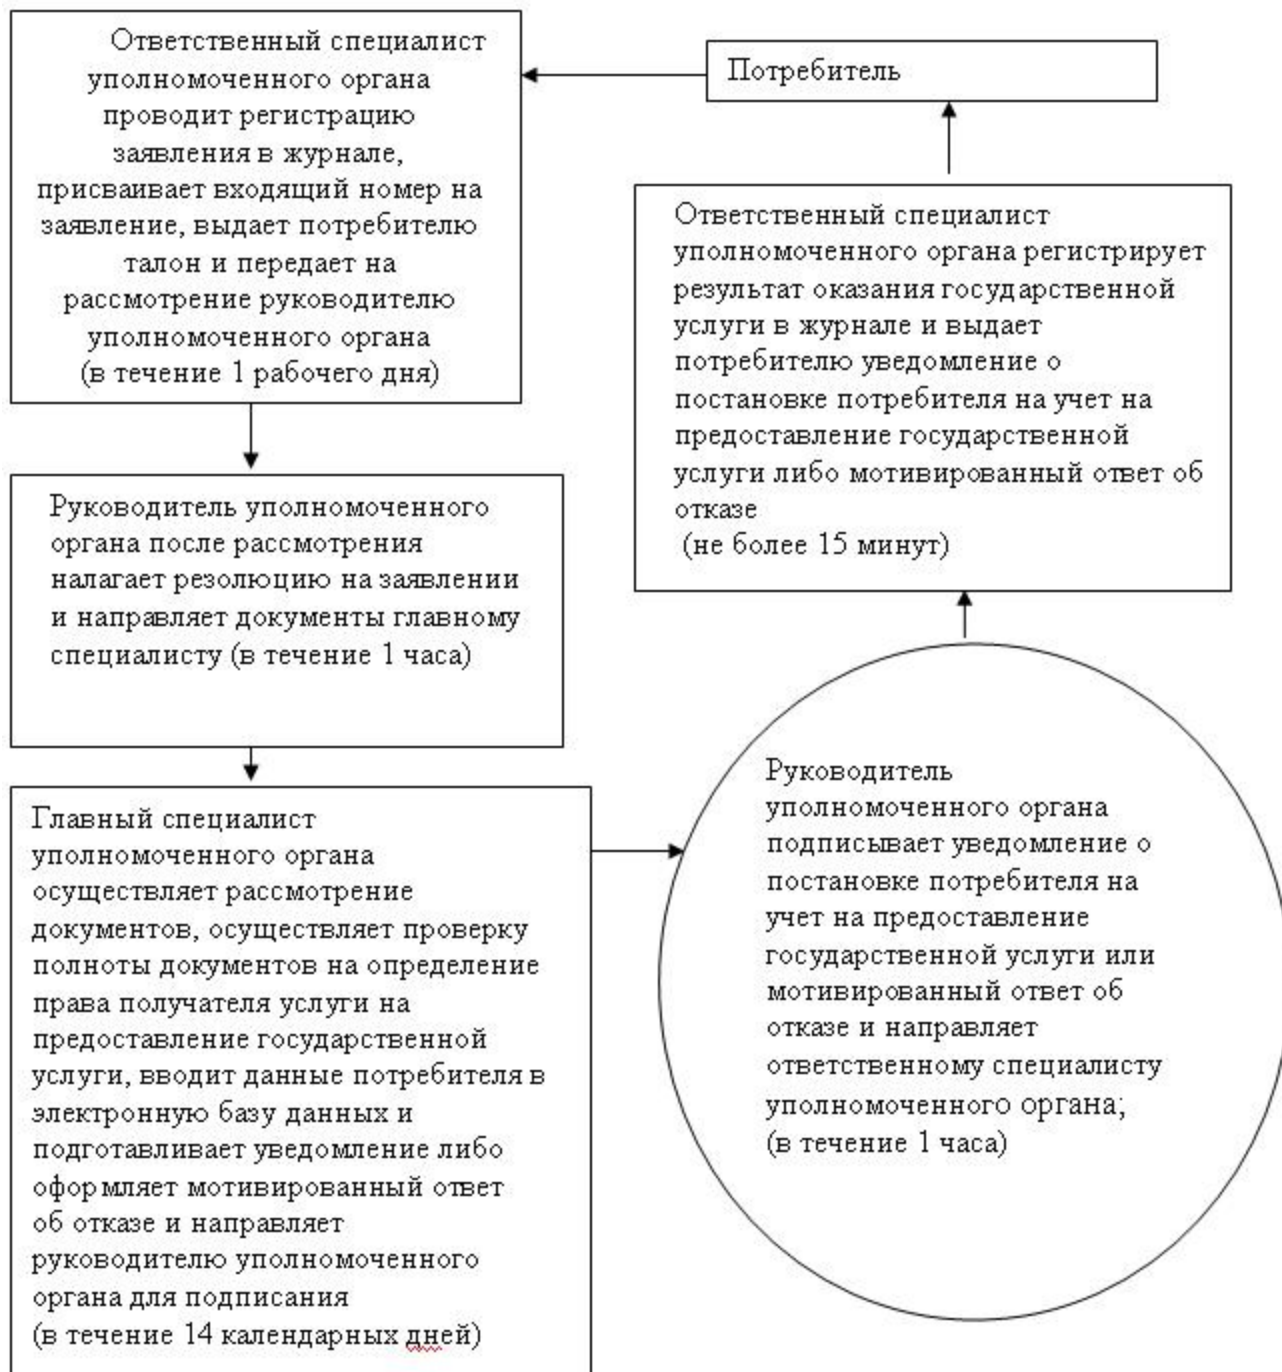 Ответственный специалист
уполномоченного органа
проводит регистрацию
заявления в журнале,
присваивает входящий номер на
заявление, выдает потребителю
талон и передает на
рассмотрение руководителю
уполномоченного органа
(в течение 1 рабочего дня)
Потребитель
Ответственный специалист
уполномоченного органа регистрирует
результат оказания государственной
услуги в журнале и выдает
потребителю уведомление о
постановке потребителя на учет на
предоставление государственной
услуги либо мотивированный ответ об
отказе
(не более 15 минут)
Руководитель уполномоченного
органа после рассмотрения
налагает резолюцию на заявлении
и направляет документы главному
специалисту (в течение 1 часа)
Главный специалист
уполномоченного органа
осуществляет рассмотрение
документов, осуществляет проверку
полноты документов на определение
права получателя услуги на
предоставление государственной
услуги, вводит данные потребителя в
электронную базу данных и
подготавливает уведомление либо
оформляет мотивированный ответ
об отказе и направляет
руководителю уполномоченного
органа для подписания
(в течение 14 календарных дней)
Руководитель
уполномоченного органа
подписывает уведомление о
постановке потребителя на
учет на предоставление
государственной услуги или
мотивированный ответ об
отказе и направляет
ответственному специалисту
уполномоченного органа;
(в течение 1 часа)